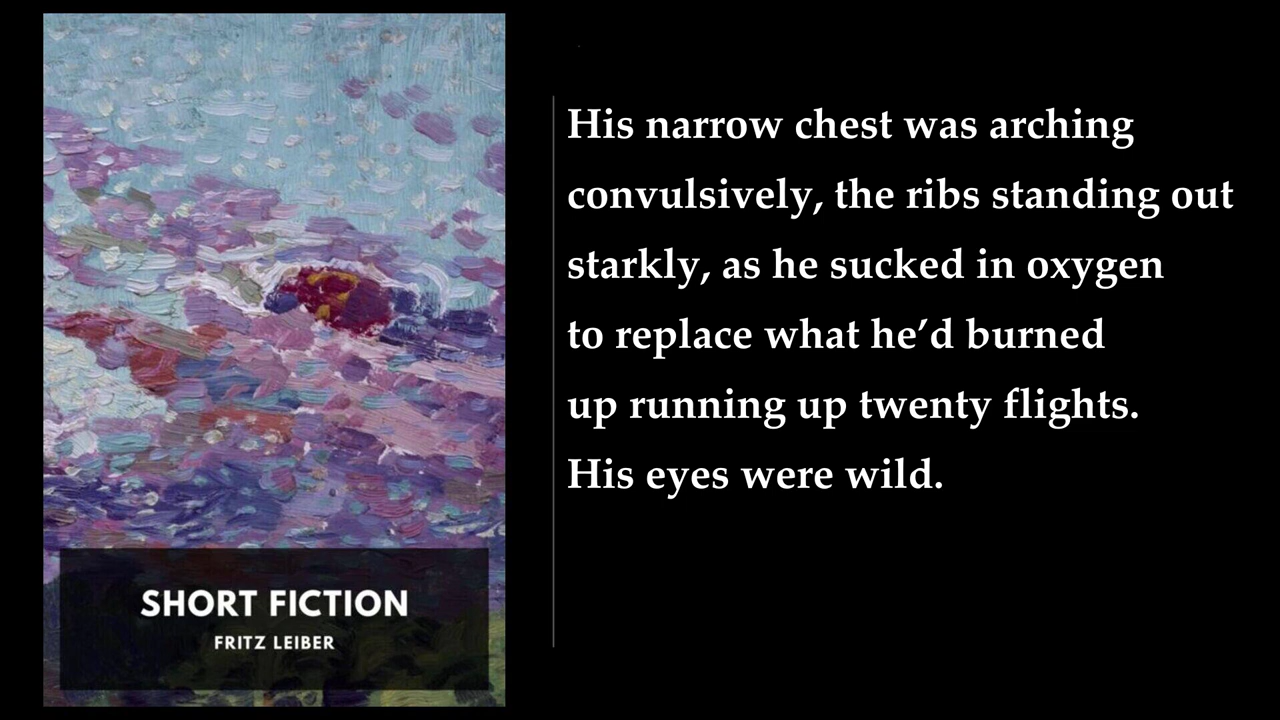 His narrow chest was arching
convulsively, the ribs standing out
starkly, as he sucked in oxygen
to replace what he’d burned
up running up twenty flights.
His eyes were wild.
SHORT FICTION
FRITZ LEIBER